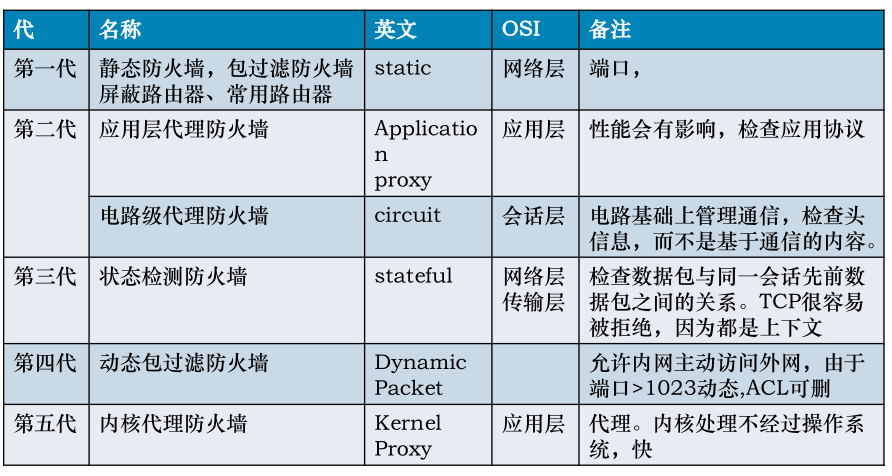 代 名称 英文 OSI 备注
第一代 静态防火墙，包过滤防火墙 static 网络层 端口，
屏蔽路由器、常用路由器
第二代 应用层代理防火墙 Applicatio 应用层 性能会有影响，检查应用协议
n
proxy
电路级代理防火墙 circuit 会话层 电路基础上管理通信，检查头
信息，而不是基于通信的内容。
第三代 状态检测防火墙 stateful 网络层 检查数据包与同一会话先前数
传输层 据包之间的关系。TCP很容易
被拒绝，因为都是上下文
第四代 动态包过滤防火墙 Dynamic 允许内网主动访问外网，由于
Packet 端口>1023动态,ACL可删
第五代 内核代理防火墙 Kernel 应用层 代理。内核处理不经过操作系
Proxy 统，快